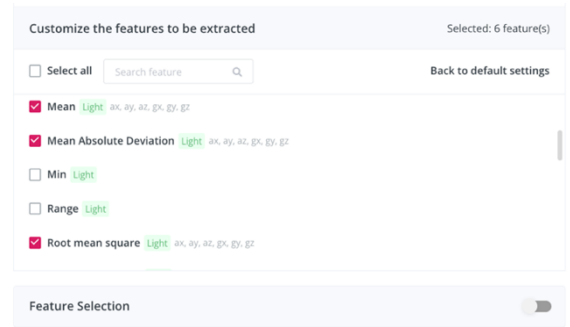 Customize the features to be extracted Selected: 6 feature(s)
Select all Search feature Back to default settings
Mean Light ax, ay, az, gx, gy, gz
Mean Absolute Deviation Light ax, ay, az, gx, gy, gz
Min Light
Range Light
Root mean square Light ax, ay, az, gx, gy, gz
Feature Selection